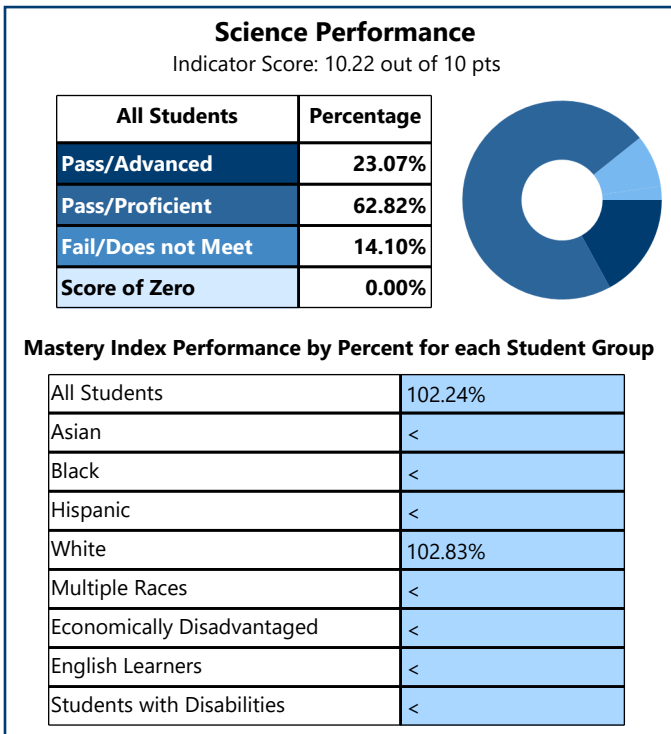 Science Performance
Indicator Score: 10.22 out of 10 pts
All Students Percentage
Pass/Advanced 23.07%
Pass/Proficient 62.82%
Fail/Does not Meet 14.10%
Score of Zero 0.00%
Mastery Index Performance by Percent for each Student Group
All Students 102.24%
Asian <
Black <
Hispanic <
White 102.83%
Multiple Races <
Economically Disadvantaged <
English Learners <
Students with Disabilities <